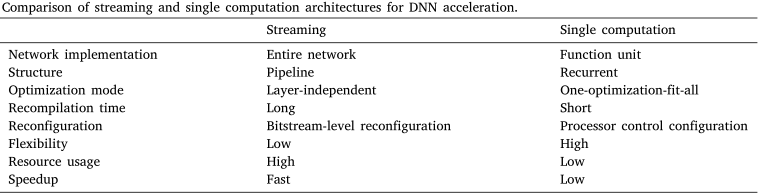 Comparison of streaming and single computation architectures for DNN acceleration.
Streaming Single computation
Network implementation Entire network Function unit
Structure Pipeline Recurrent
Optimization mode Layer-independent One-optimization-fit-all
Recompilation time Long Short
Reconfiguration Bitstream-level reconfiguration Processor control configuration
Flexibility Low High
Resource usage High Low
Speedup Fast Low